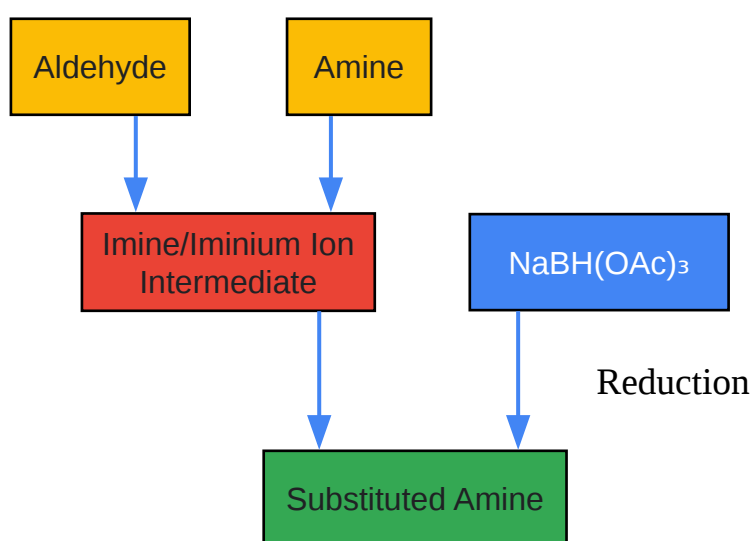 Aldehyde
Amine
Imine/Iminium Ion
Intermediate
NaBH(OAc)₃
Reduction
Substituted Amine